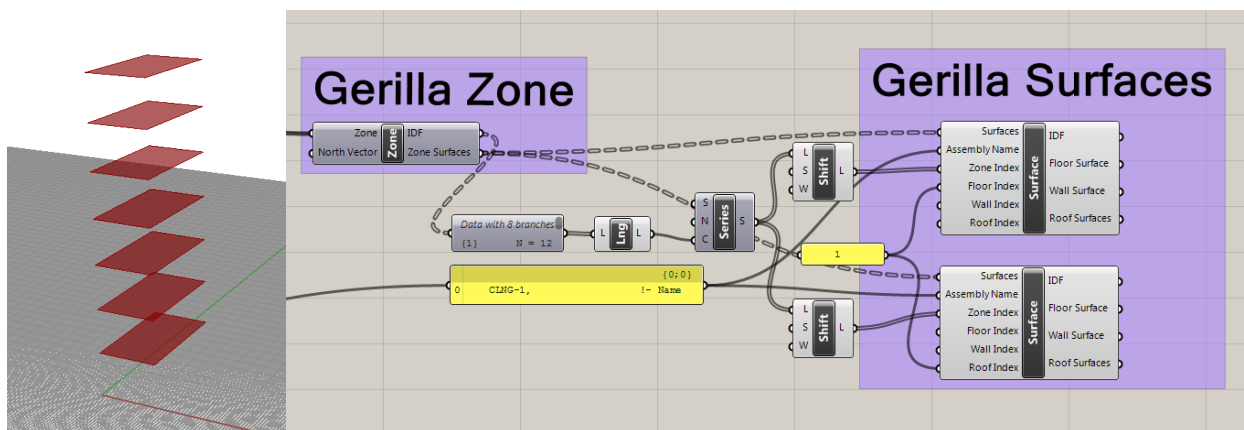 Gerilla Zone
Gerilla Surfaces
Zone
North Vector
Zone
IDF
Zone Surfaces
Data with 8 branches
{1} N = 12
L
Lng
L
S
N
C
Series
S
L
S
W
Shift
L
{0;0}
0 CLNG-1, !- Name
1
L
S
W
Shift
L
Surfaces
Assembly Name
Zone Index
Floor Index
Wall Index
Roof Index
Surface
IDF
Floor Surface
Wall Surface
Roof Surfaces
Surfaces
Assembly Name
Zone Index
Floor Index
Wall Index
Roof Index
Surface
IDF
Floor Surface
Wall Surface
Roof Surfaces